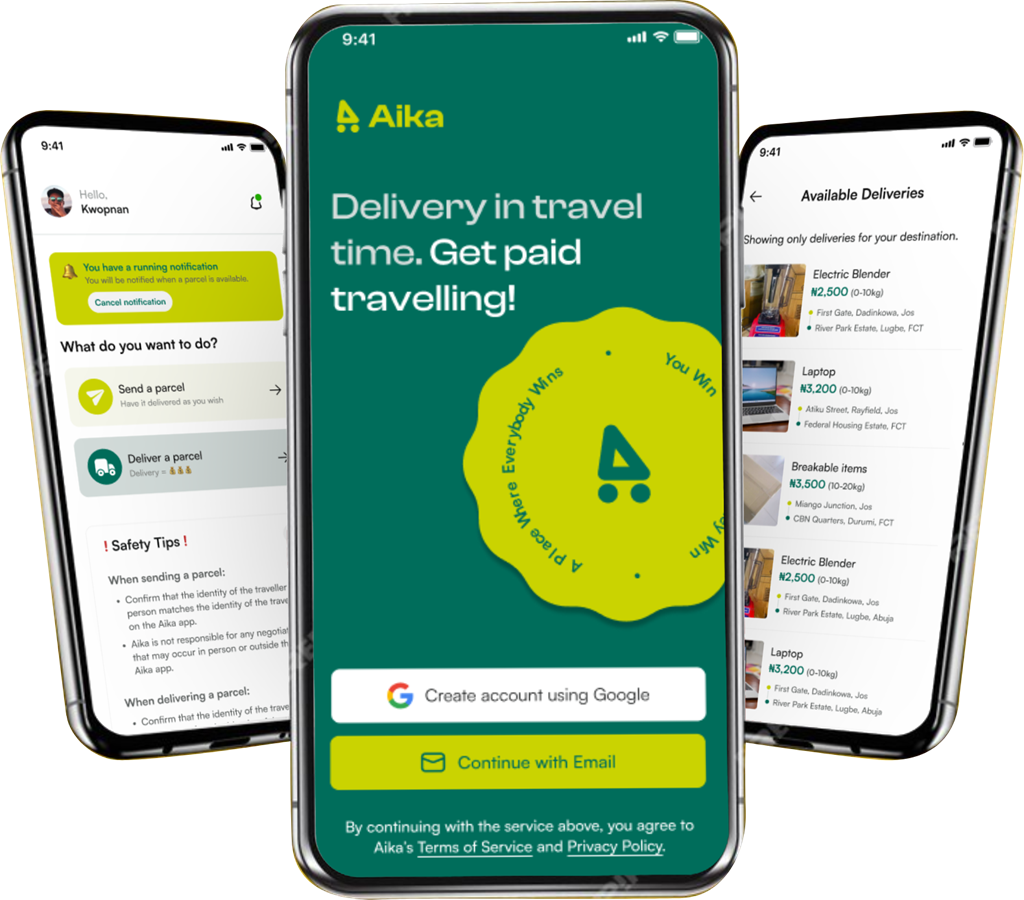 9:41
Hello,
Kwopnan
You have a running notification
You will be notified when a parcel is available.
Cancel notification
What do you want to do?
Send a parcel
Have it delivered as you wish
Deliver a parcel
Delivery = 💰💰💰
❗Safety Tips❗
When sending a parcel:
• Confirm that the identity of the traveller
person matches the identity of the trave
on the Aika app.
• Aika is not responsible for any negotiat
that may occur in person or outside th
Aika app.
When delivering a parcel:
• Confirm that the identity of the trave
9:41
Aika
Delivery in travel
time. Get paid
travelling!
A Place Where Everybody Wins
You Win
ey Win
Create account using Google
Continue with Email
By continuing with the service above, you agree to
Aika's Terms of Service and Privacy Policy.
9:41
Available Deliveries
Showing only deliveries for your destination.
Electric Blender
₦2,500 (0-10kg)
First Gate, Dadinkowa, Jos
River Park Estate, Lugbe, FCT
Laptop
₦3,200 (0-10kg)
Atiku Street, Rayfield, Jos
Federal Housing Estate, FCT
Breakable items
₦3,500 (10-20kg)
Miango Junction, Jos
CBN Quarters, Durumi, FCT
Electric Blender
₦2,500 (0-10kg)
First Gate, Dadinkowa, Jos
River Park Estate, Lugbe, Abuja
Laptop
₦3,200 (0-10kg)
First Gate, Dadinkowa, Jos
River Park Estate, Lugbe, Abuja